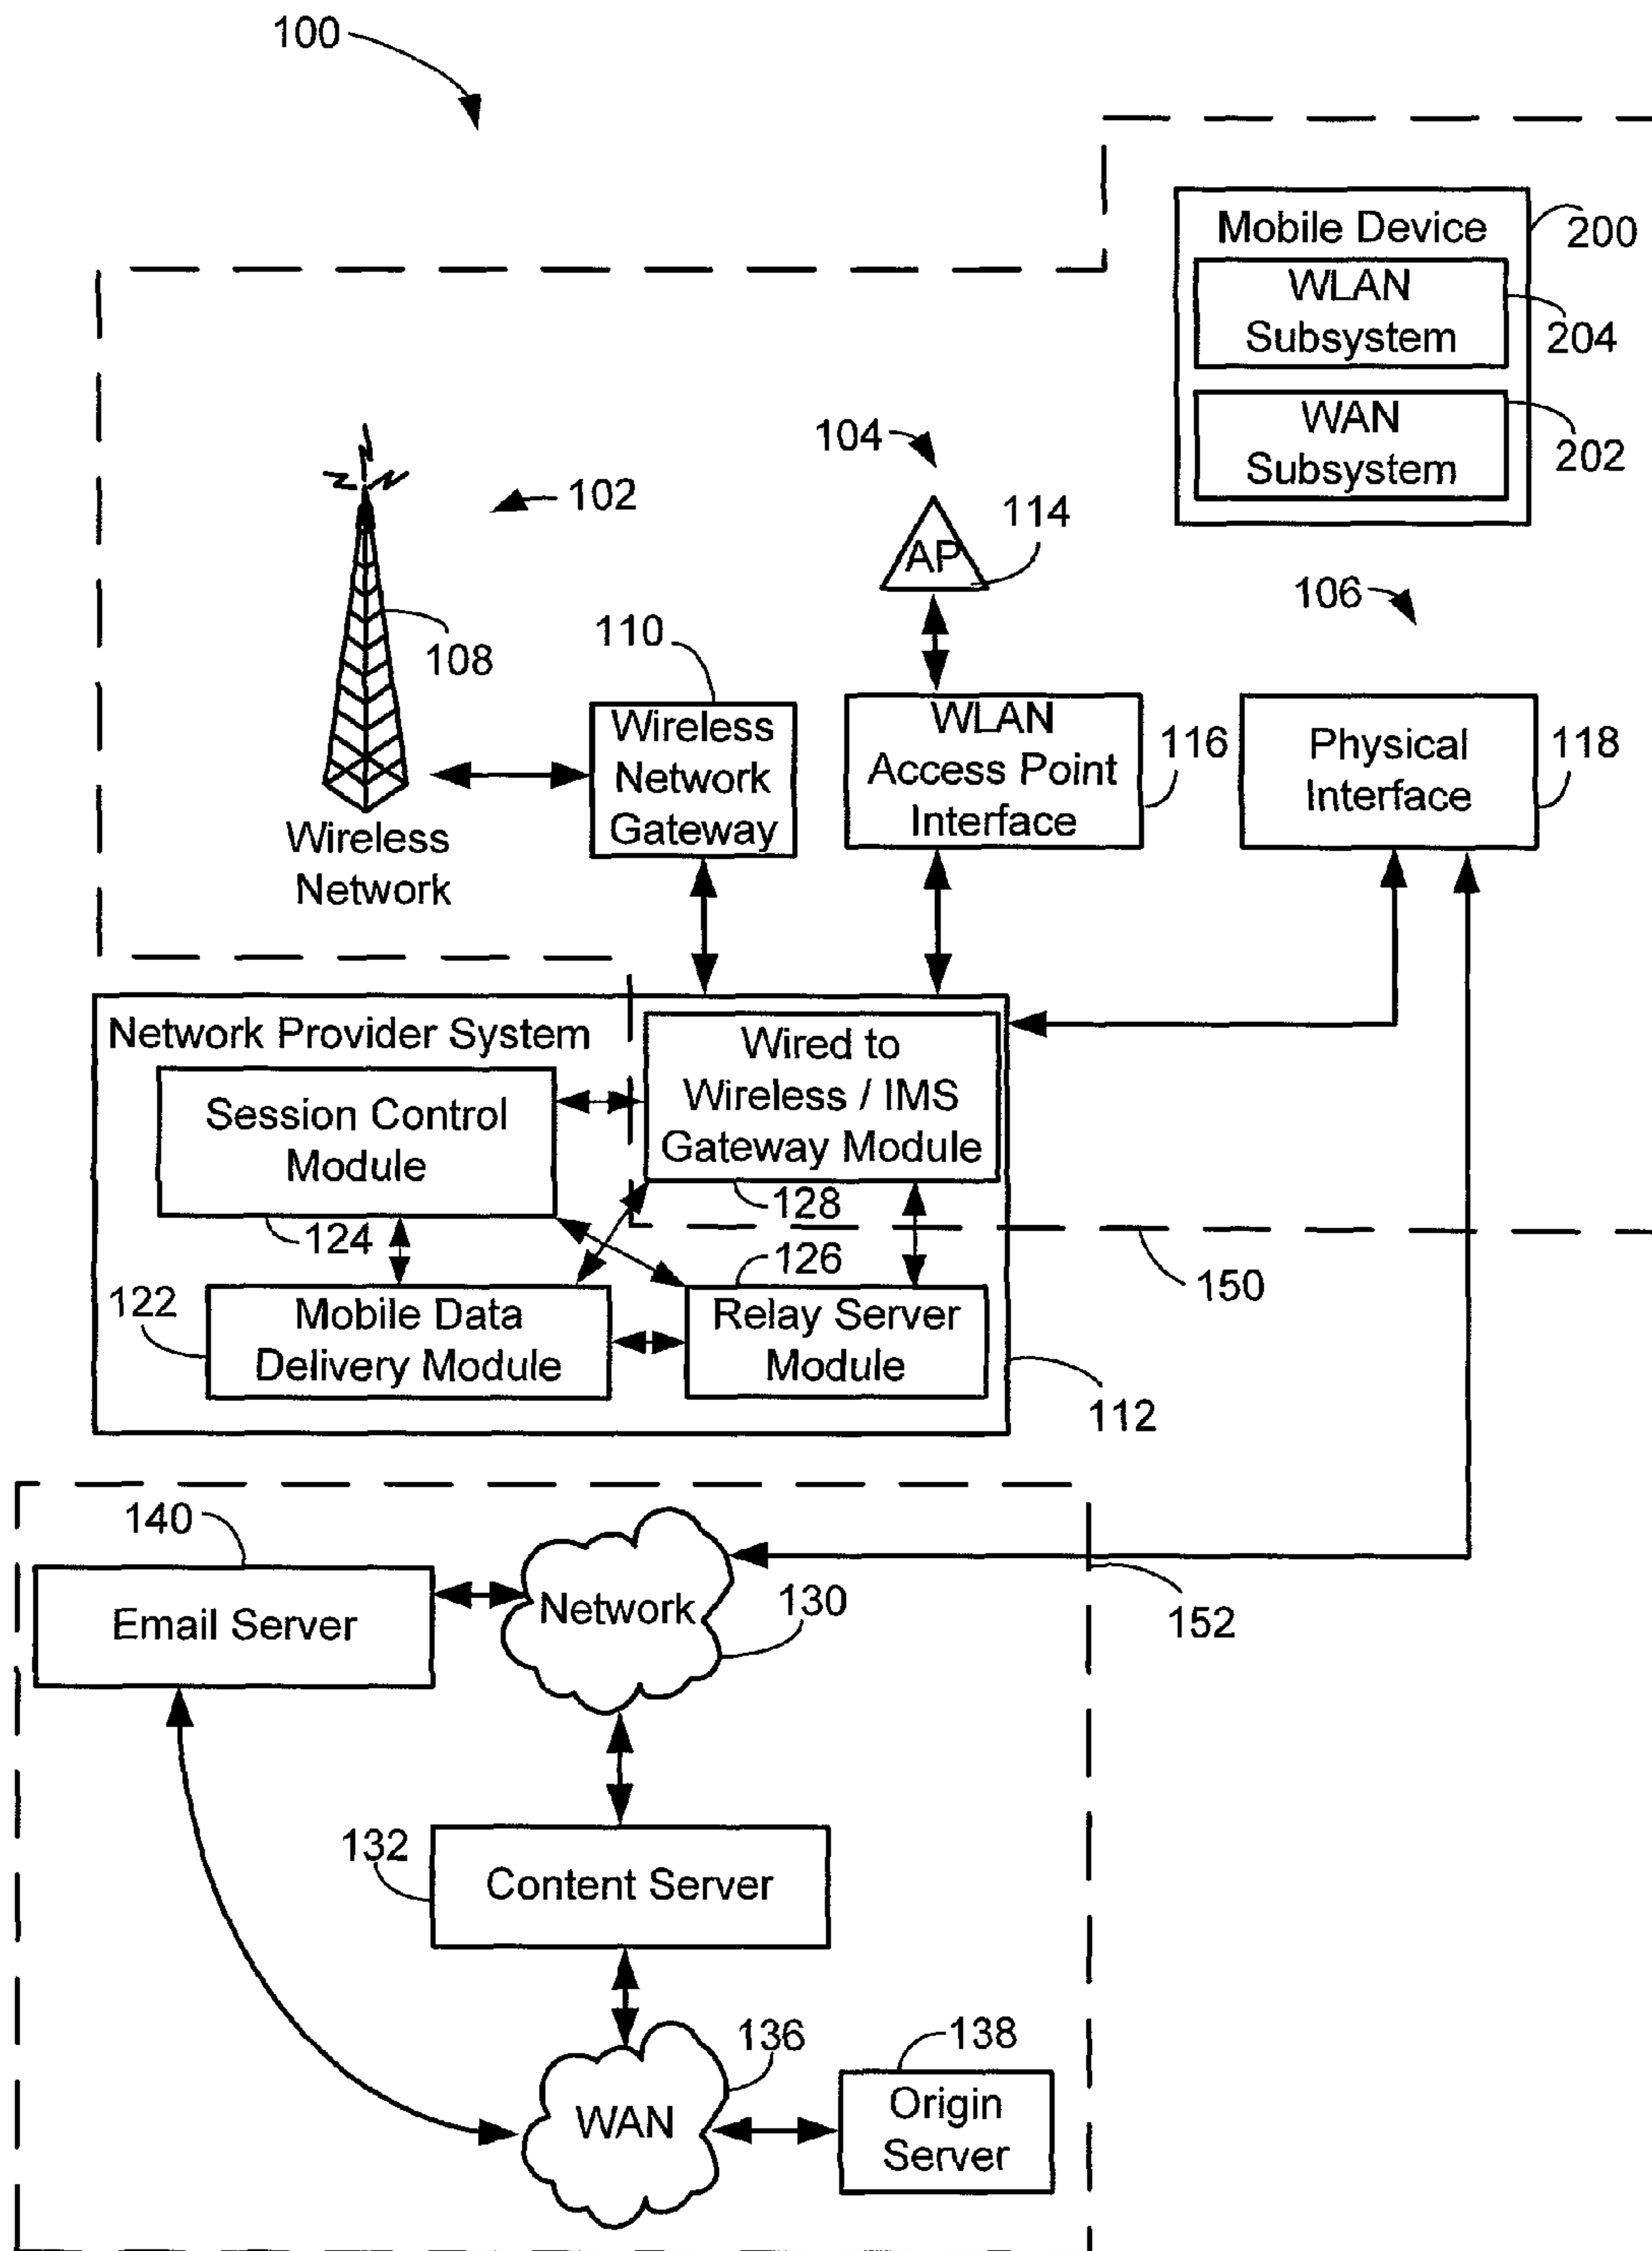 100
Mobile Device
200
WLAN
Subsystem
204
WAN
Subsystem
202
104
102
AP
114
106
108
110
Wireless
Network
Gateway
WLAN
Access Point
Interface
116
Physical
Interface
118
Wireless
Network
Network Provider System
Wired to
Wireless / IMS
Gateway Module
128
Session Control
Module
124
126
150
122
Mobile Data
Delivery Module
Relay Server
Module
112
140
Email Server
Network
130
152
132
Content Server
136
138
WAN
Origin
Server